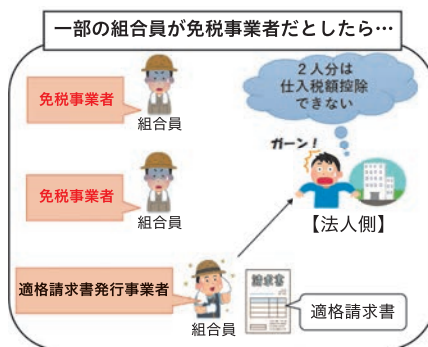 一部の組合員が免税事業者だとしたら…
免税事業者
組合員
２人分は
仕入税額控除
できない
ガーン！
免税事業者
組合員
【法人側】
適格請求書発行事業者
組合員
請求書
適格請求書